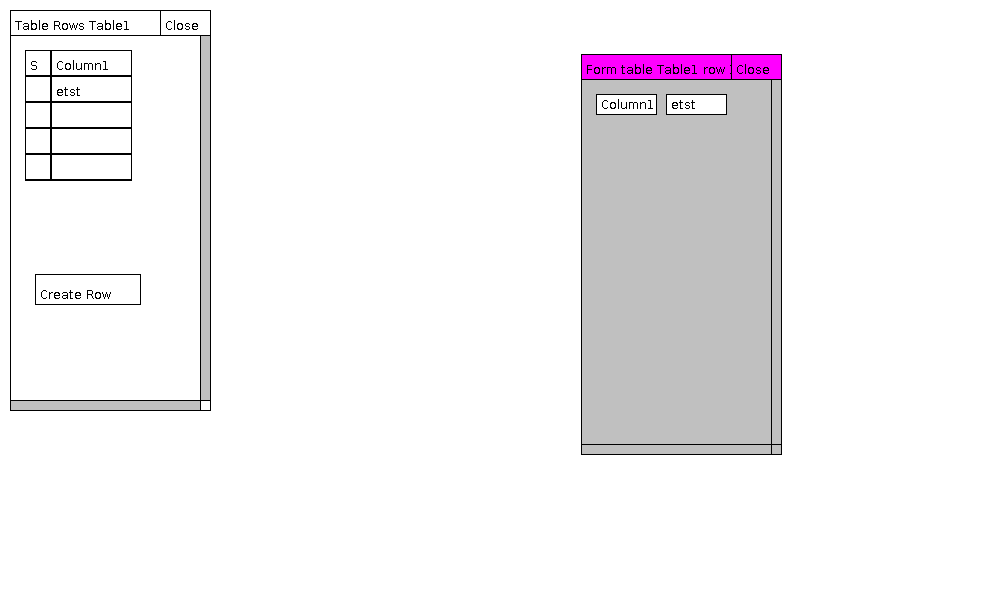 Table Rows Table1 Close
S Column1
etst
Create Row
Form table Table1 row Close
Column1 etst